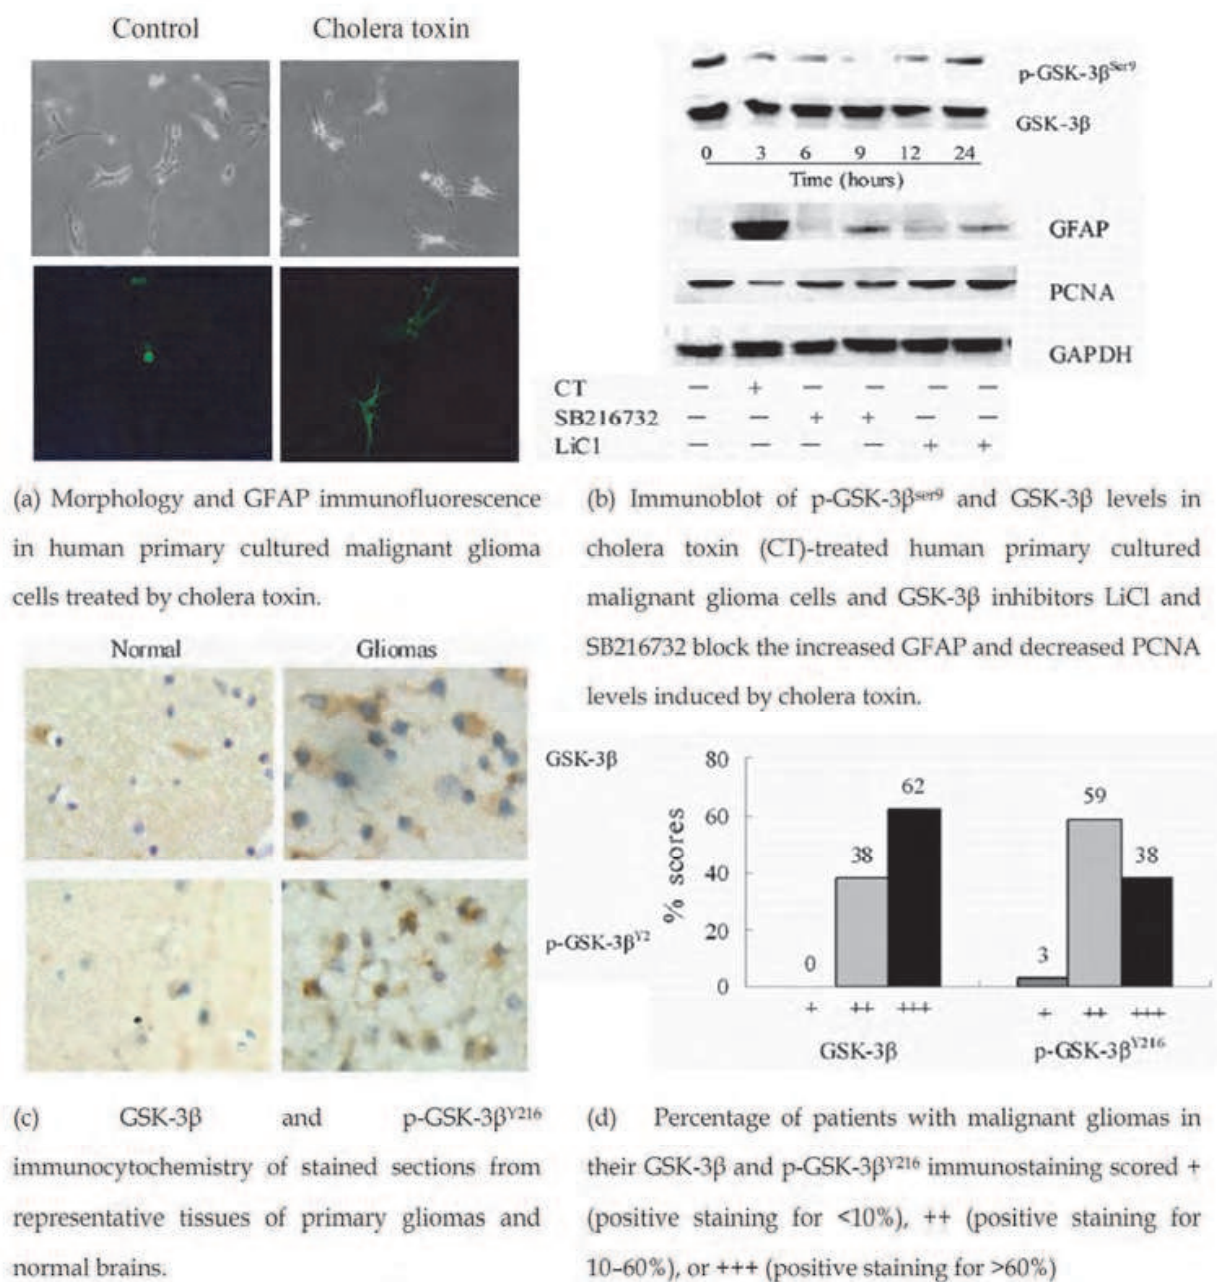 Control Cholera toxin
p-GSK-3β^Ser9
GSK-3β
0 3 6 9 12 24
Time (hours)
GFAP
PCNA
GAPDH
CT – + – – – –
SB216732 – – + + – –
LiCl – – – – + +
(a) Morphology and GFAP immunofluorescence
in human primary cultured malignant glioma
cells treated by cholera toxin.
(b) Immunoblot of p-GSK-3β^ser9 and GSK-3β levels in
cholera toxin (CT)-treated human primary cultured
malignant glioma cells and GSK-3β inhibitors LiCl and
SB216732 block the increased GFAP and decreased PCNA
levels induced by cholera toxin.
Normal Gliomas
GSK-3β
p-GSK-3β^Y2
80
60
40
20
0
% scores
0 38 62 3 59 38
+ ++ +++ + ++ +++
GSK-3β p-GSK-3β^Y216
(c) GSK-3β and p-GSK-3β^Y216
immunocytochemistry of stained sections from
representative tissues of primary gliomas and
normal brains.
(d) Percentage of patients with malignant gliomas in
their GSK-3β and p-GSK-3β^Y216 immunostaining scored +
(positive staining for <10%), ++ (positive staining for
10–60%), or +++ (positive staining for >60%)